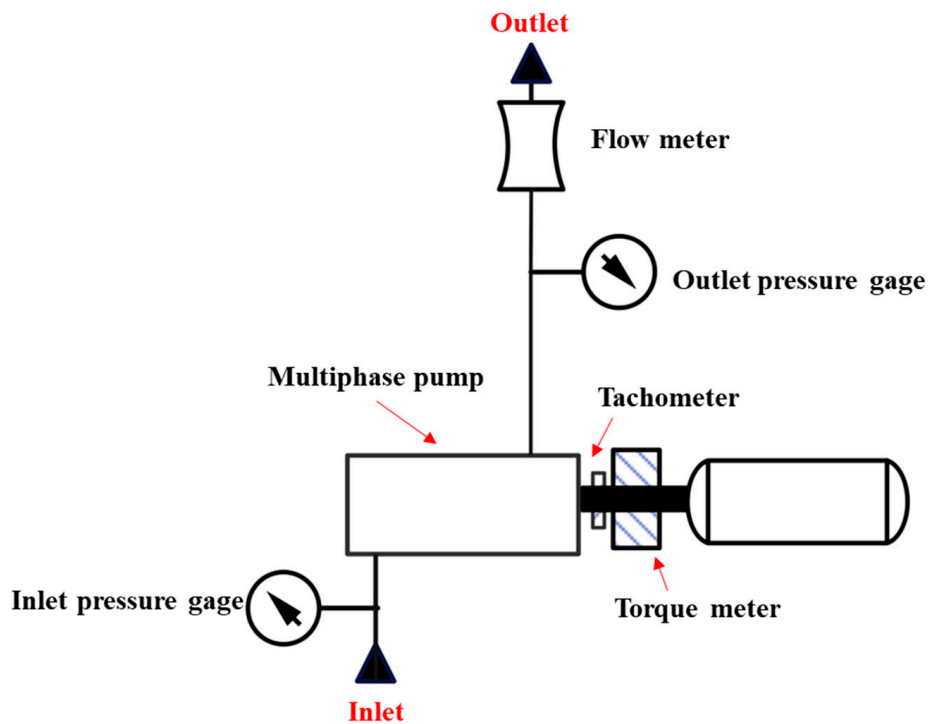 Outlet
Flow meter
Outlet pressure gage
Multiphase pump
Tachometer
Inlet pressure gage
Torque meter
Inlet